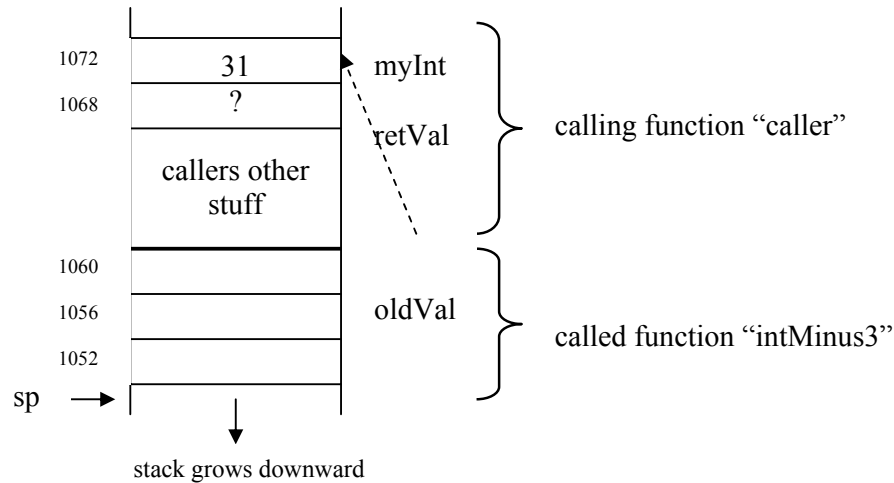 1072
31
myInt
1068
?
retVal
calling function “caller”
callers other
stuff
1060
1056
oldVal
called function “intMinus3”
1052
sp
stack grows downward